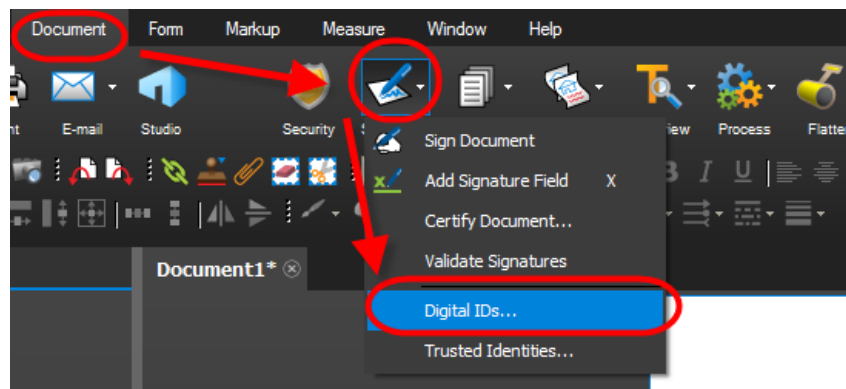 Document Form Markup Measure Window Help
E-mail Studio Security Process
Sign Document
Add Signature Field X
B I U
Certify Document...
Validate Signatures
Document1*
Digital IDs...
Trusted Identities...